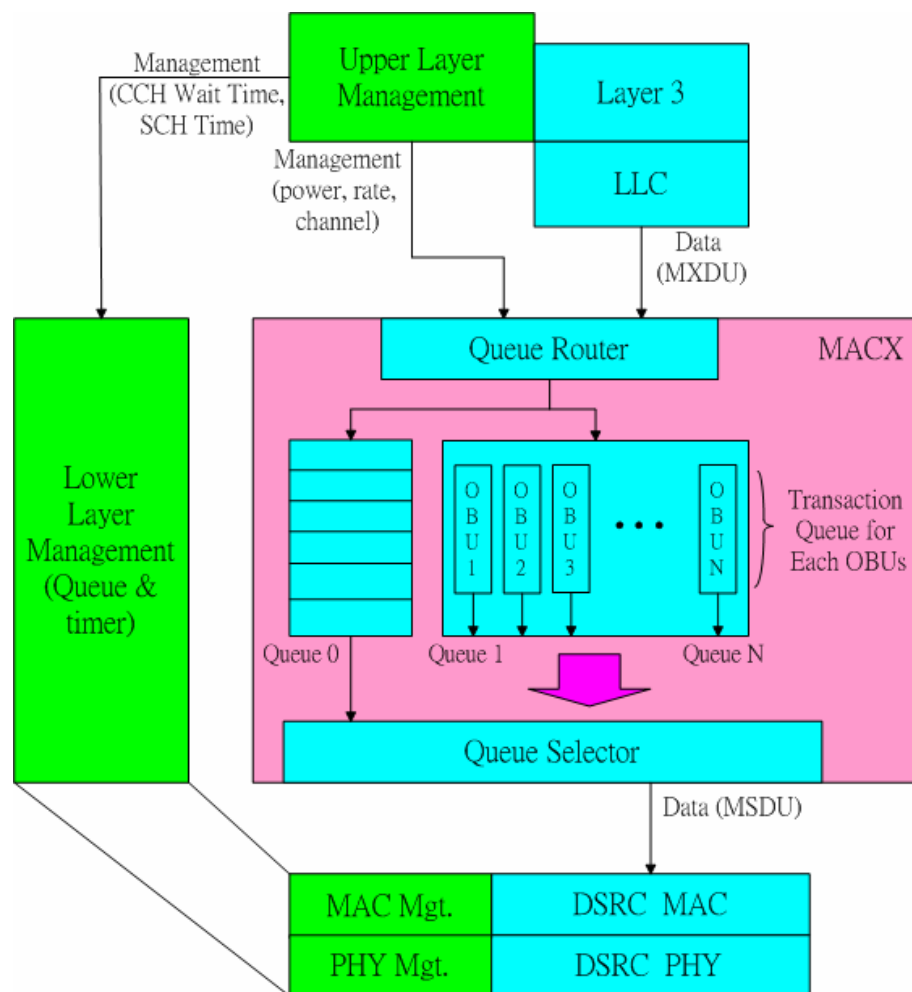 Upper Layer
Management
Layer 3
LLC
Management
(CCH Wait Time,
SCH Time)
Management
(power, rate,
channel)
Data
(MXDU)
Queue Router
MACX
Lower
Layer
Management
(Queue &
timer)
O
B
U
1
O
B
U
2
O
B
U
3
• • •
O
B
U
N
Transaction
Queue for
Each OBUs
Queue 0
Queue 1
Queue N
Queue Selector
Data (MSDU)
MAC Mgt.
DSRC MAC
PHY Mgt.
DSRC PHY